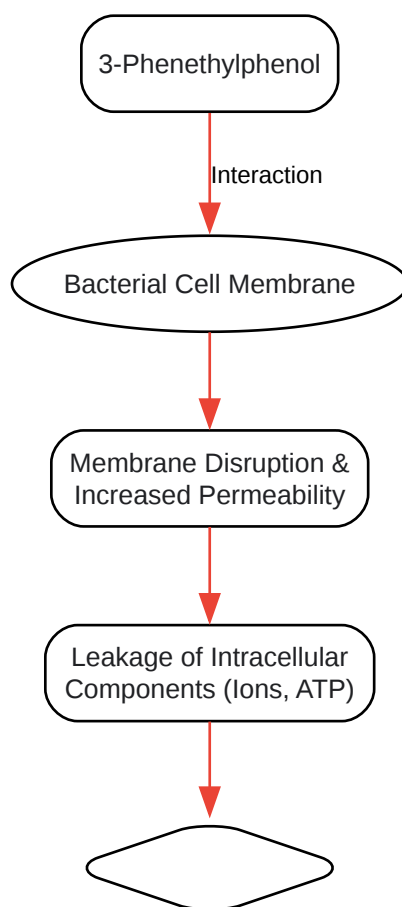 3-Phenethylphenol
Interaction
Bacterial Cell Membrane
Membrane Disruption &
Increased Permeability
Leakage of Intracellular
Components (Ions, ATP)